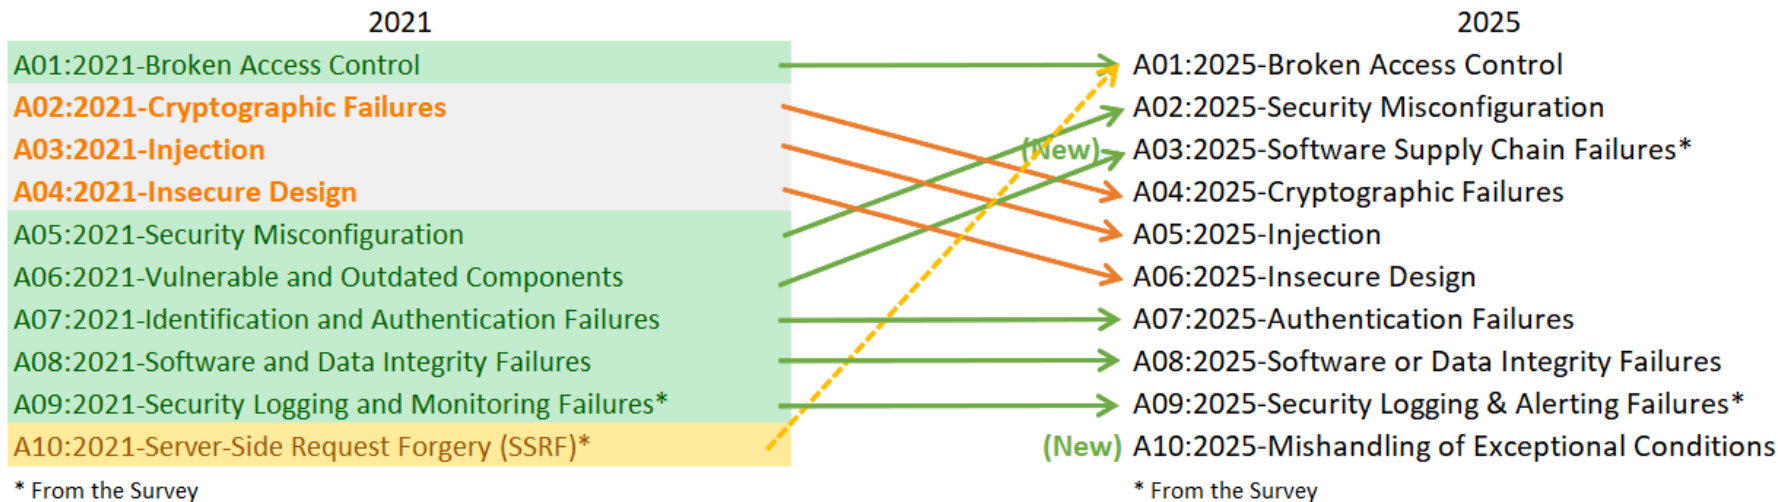 2021
A01:2021-Broken Access Control
A02:2021-Cryptographic Failures
A03:2021-Injection
A04:2021-Insecure Design
A05:2021-Security Misconfiguration
A06:2021-Vulnerable and Outdated Components
A07:2021-Identification and Authentication Failures
A08:2021-Software and Data Integrity Failures
A09:2021-Security Logging and Monitoring Failures*
A10:2021-Server-Side Request Forgery (SSRF)*
* From the Survey
2025
A01:2025-Broken Access Control
A02:2025-Security Misconfiguration
(New) A03:2025-Software Supply Chain Failures*
A04:2025-Cryptographic Failures
A05:2025-Injection
A06:2025-Insecure Design
A07:2025-Authentication Failures
A08:2025-Software or Data Integrity Failures
A09:2025-Security Logging & Alerting Failures*
(New) A10:2025-Mishandling of Exceptional Conditions
* From the Survey